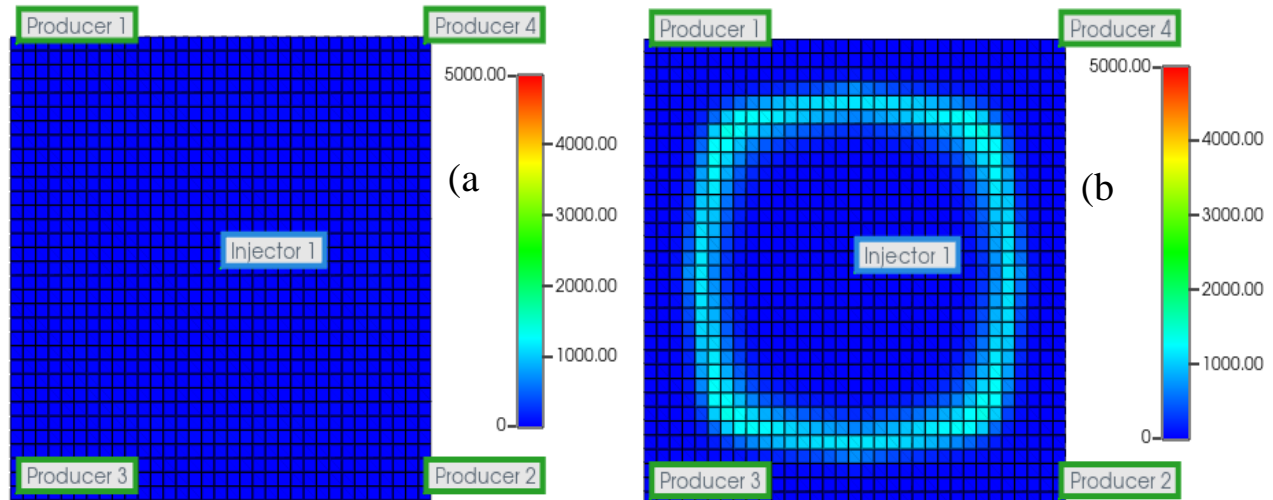 Producer 1
Producer 4
5000.00
4000.00
(a
3000.00
Injector 1
2000.00
1000.00
0
Producer 3
Producer 2
Producer 1
Producer 4
5000.00
4000.00
(b
3000.00
Injector 1
2000.00
1000.00
0
Producer 3
Producer 2